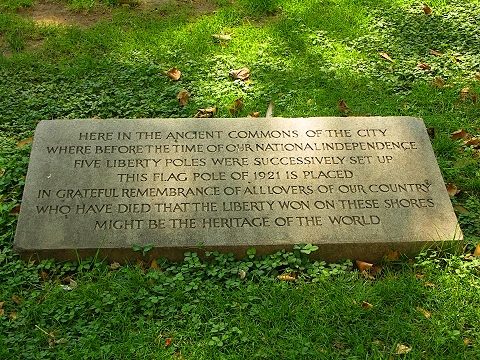 HERE IN THE ANCIENT COMMONS OF THE CITY
WHERE BEFORE THE TIME OF OUR NATIONAL INDEPENDENCE
FIVE LIBERTY POLES WERE SUCCESSIVELY SET UP
THIS FLAG POLE OF 1921 IS PLACED
IN GRATEFUL REMEMBRANCE OF ALL LOVERS OF OUR COUNTRY
WHO HAVE DIED THAT THE LIBERTY WON ON THESE SHORES
MIGHT BE THE HERITAGE OF THE WORLD